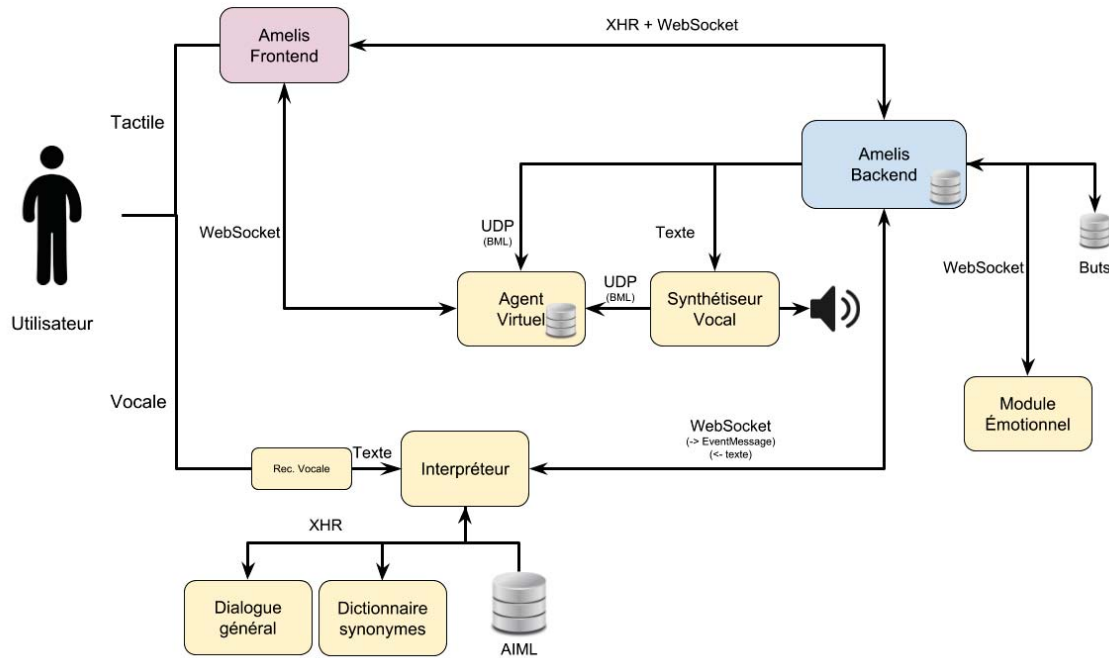 Amelis
Frontend
XHR + WebSocket
Tactile
Amelis
Backend
UDP
(BML)
Texte
WebSocket
WebSocket
Buts
UDP
(BML)
Agent
Virtuel
Synthétiseur
Vocal
Utilisateur
Vocale
Module
Émotionnel
WebSocket
(-> EventMessage)
(<- texte)
Rec. Vocale
Texte
Interpréteur
XHR
Dialogue
général
Dictionnaire
synonymes
AIML